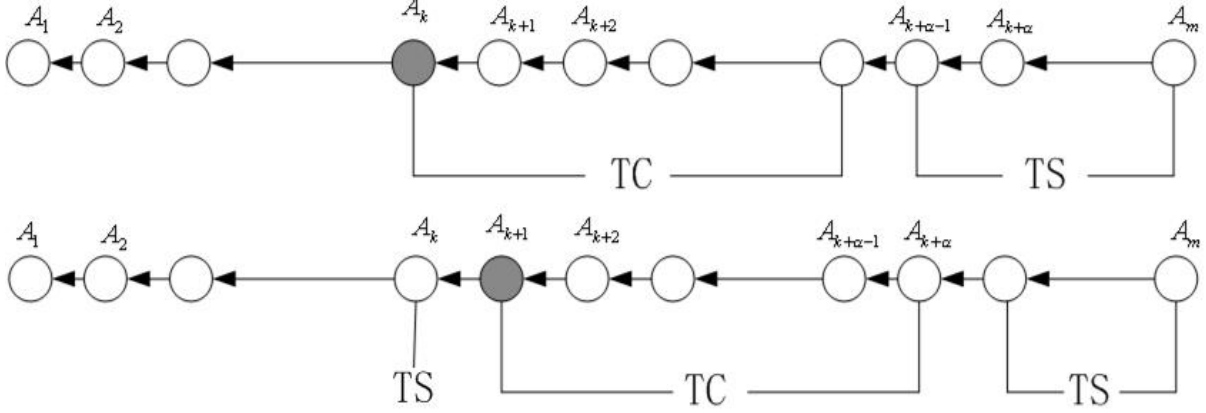 A₁ A₂ Aₖ Aₖ₊₁ Aₖ₊₂ Aₖ₊α₋₁ Aₖ₊α Aₘ
TC TS
A₁ A₂ Aₖ Aₖ₊₁ Aₖ₊₂ Aₖ₊α₋₁ Aₖ₊α Aₘ
TS TC TS